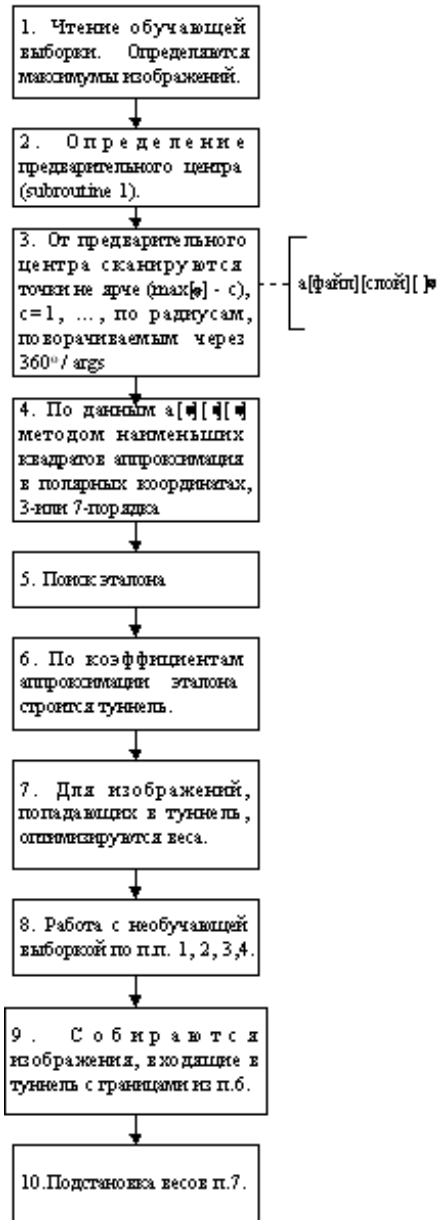 1. Чтение обучающей
выборки. Определяются
максимумы изображений.
2. Определение
предварительного центра
(subroutine 1).
3. От предварительного
центра сканируются
точки не ярче (max[φ] - c),
c=1, ..., по радиусам,
поворачиваемым через
360°/ args
a[файл][слой][ ]φ
4. По данным a[
методом наименьших
квадратов аппроксимация
в полярных координатах,
3-или 7-порядка
5. Поиск эталона
6. По коэффициентам
аппроксимации эталона
строится туннель.
7. Для изображений,
попадающих в туннель,
оптимизируются веса.
8. Работа с необучающей
выборкой по п.п. 1, 2, 3,4.
9. Собираются
изображения, входящие в
туннель с границами из п.6.
10.Подстановка весов п.7.